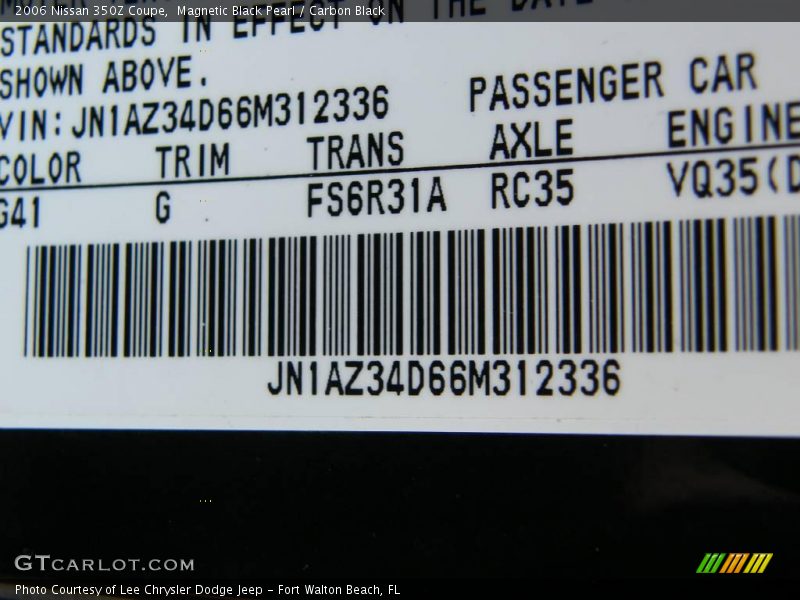 2006 Nissan 350Z Coupe, Magnetic Black Pearl / Carbon Black
STANDARDS IN EFFECT ON THE DATE
SHOWN ABOVE.
VIN: JN1AZ34D66M312336 PASSENGER CAR
COLOR TRIM TRANS AXLE ENGINE
G41 G FS6R31A RC35 VQ35(D
JN1AZ34D66M312336
GTCARLOT.COM
Photo Courtesy of Lee Chrysler Dodge Jeep - Fort Walton Beach, FL